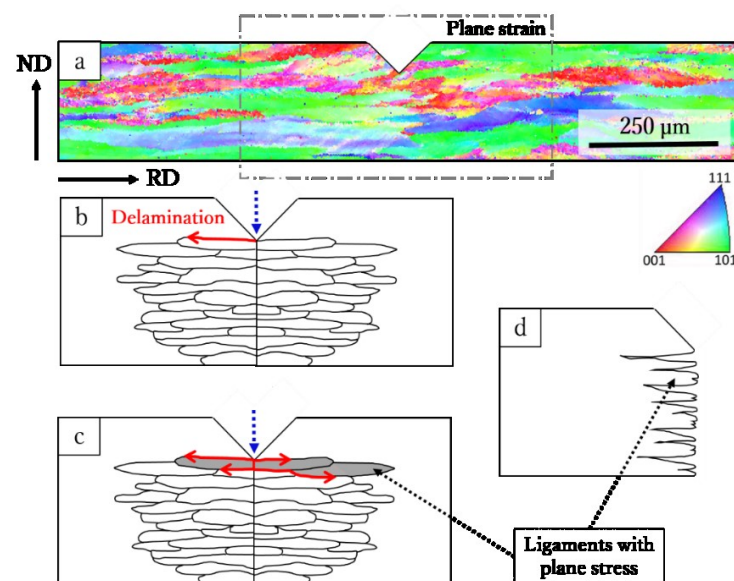 Plane strain
ND
a
250 μm
RD
111
001
101
b
Delamination
d
c
Ligaments with
plane stress